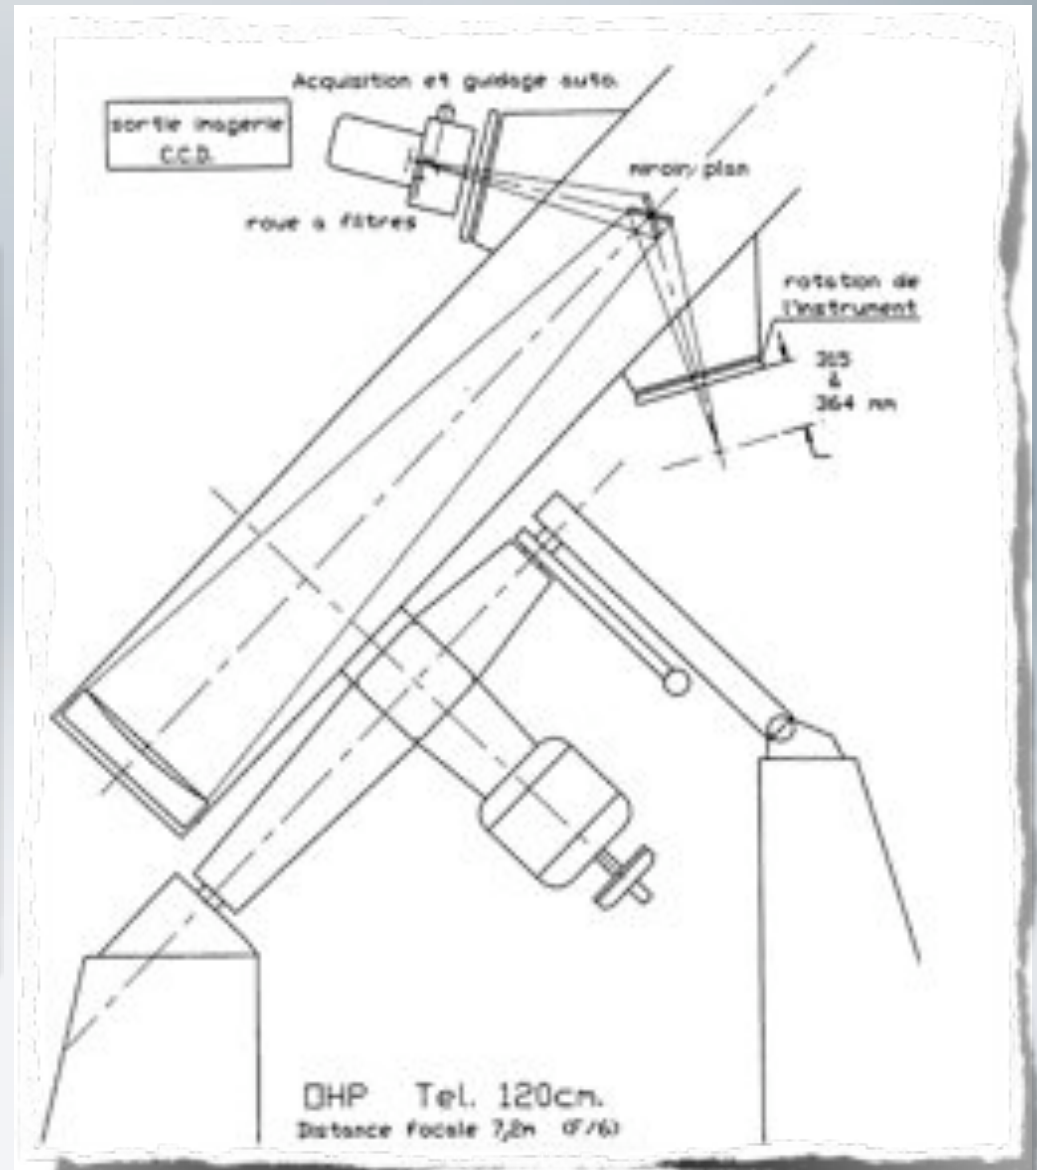 Acquisition et guidage auto.
sortie imagerie
C.C.D.
miroir plan
roue a filtres
rotation de
l'instrument
315
à
364 mm
OHP Tel. 120cm.
Distance focale 7,2m (F/6)